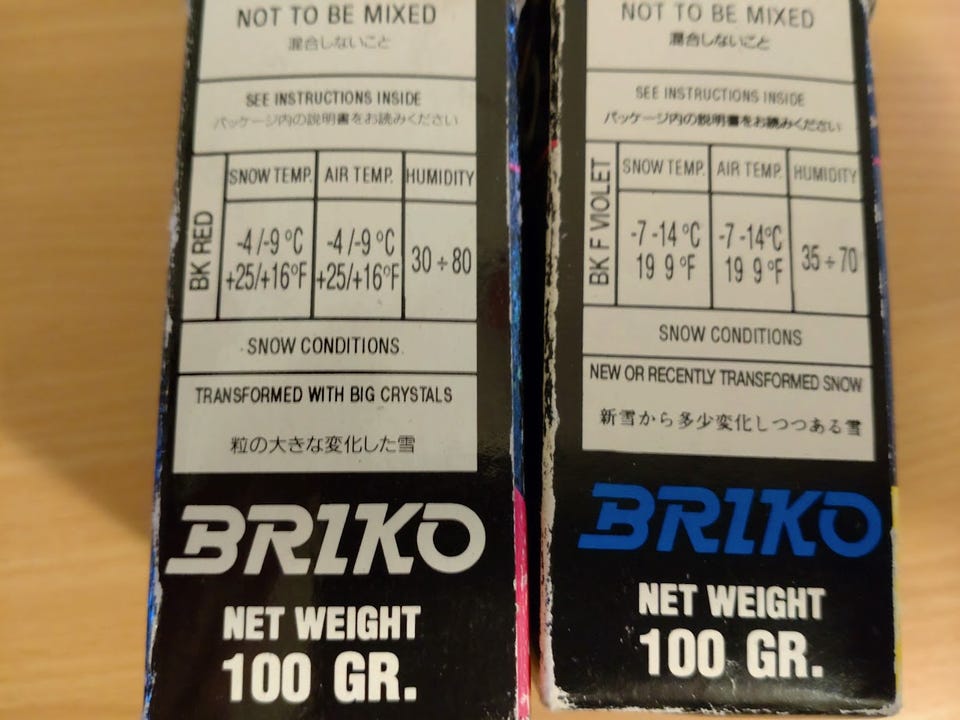 NOT TO BE MIXED
混合しないこと
SEE INSTRUCTIONS INSIDE
パッケージ内の説明書をお読みください
BK RED
SNOW TEMP. AIR TEMP. HUMIDITY
-4/-9 °C -4/-9 °C 30÷80
+25/+16°F +25/+16°F
SNOW CONDITIONS
TRANSFORMED WITH BIG CRYSTALS
粒の大きな変化した雪
BRIKO
NET WEIGHT
100 GR.
NOT TO BE MIXED
混合しないこと
SEE INSTRUCTIONS INSIDE
パッケージ内の説明書をお読みください
BK F VIOLET
SNOW TEMP. AIR TEMP. HUMIDITY
-7 -14°C -7 -14°C 35÷70
19 9 °F 19 9 °F
SNOW CONDITIONS
NEW OR RECENTLY TRANSFORMED SNOW
新雪から多少変化しつつある雪
BRIKO
NET WEIGHT
100 GR.